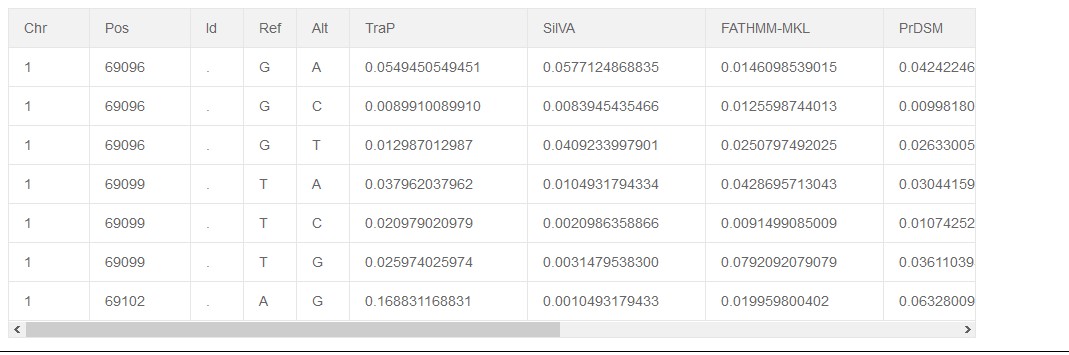 Chr Pos Id Ref Alt TraP SilVA FATHMM-MKL PrDSM
1 69096 . G A 0.0549450549451 0.0577124868835 0.0146098539015 0.04242246
1 69096 . G C 0.0089910089910 0.0083945435466 0.0125598744013 0.00998180
1 69096 . G T 0.012987012987 0.0409233997901 0.0250797492025 0.02633005
1 69099 . T A 0.037962037962 0.0104931794334 0.0428695713043 0.03044159
1 69099 . T C 0.020979020979 0.0020986358866 0.0091499085009 0.01074252
1 69099 . T G 0.025974025974 0.0031479538300 0.0792092079079 0.03611039
1 69102 . A G 0.168831168831 0.0010493179433 0.019959800402 0.06328009